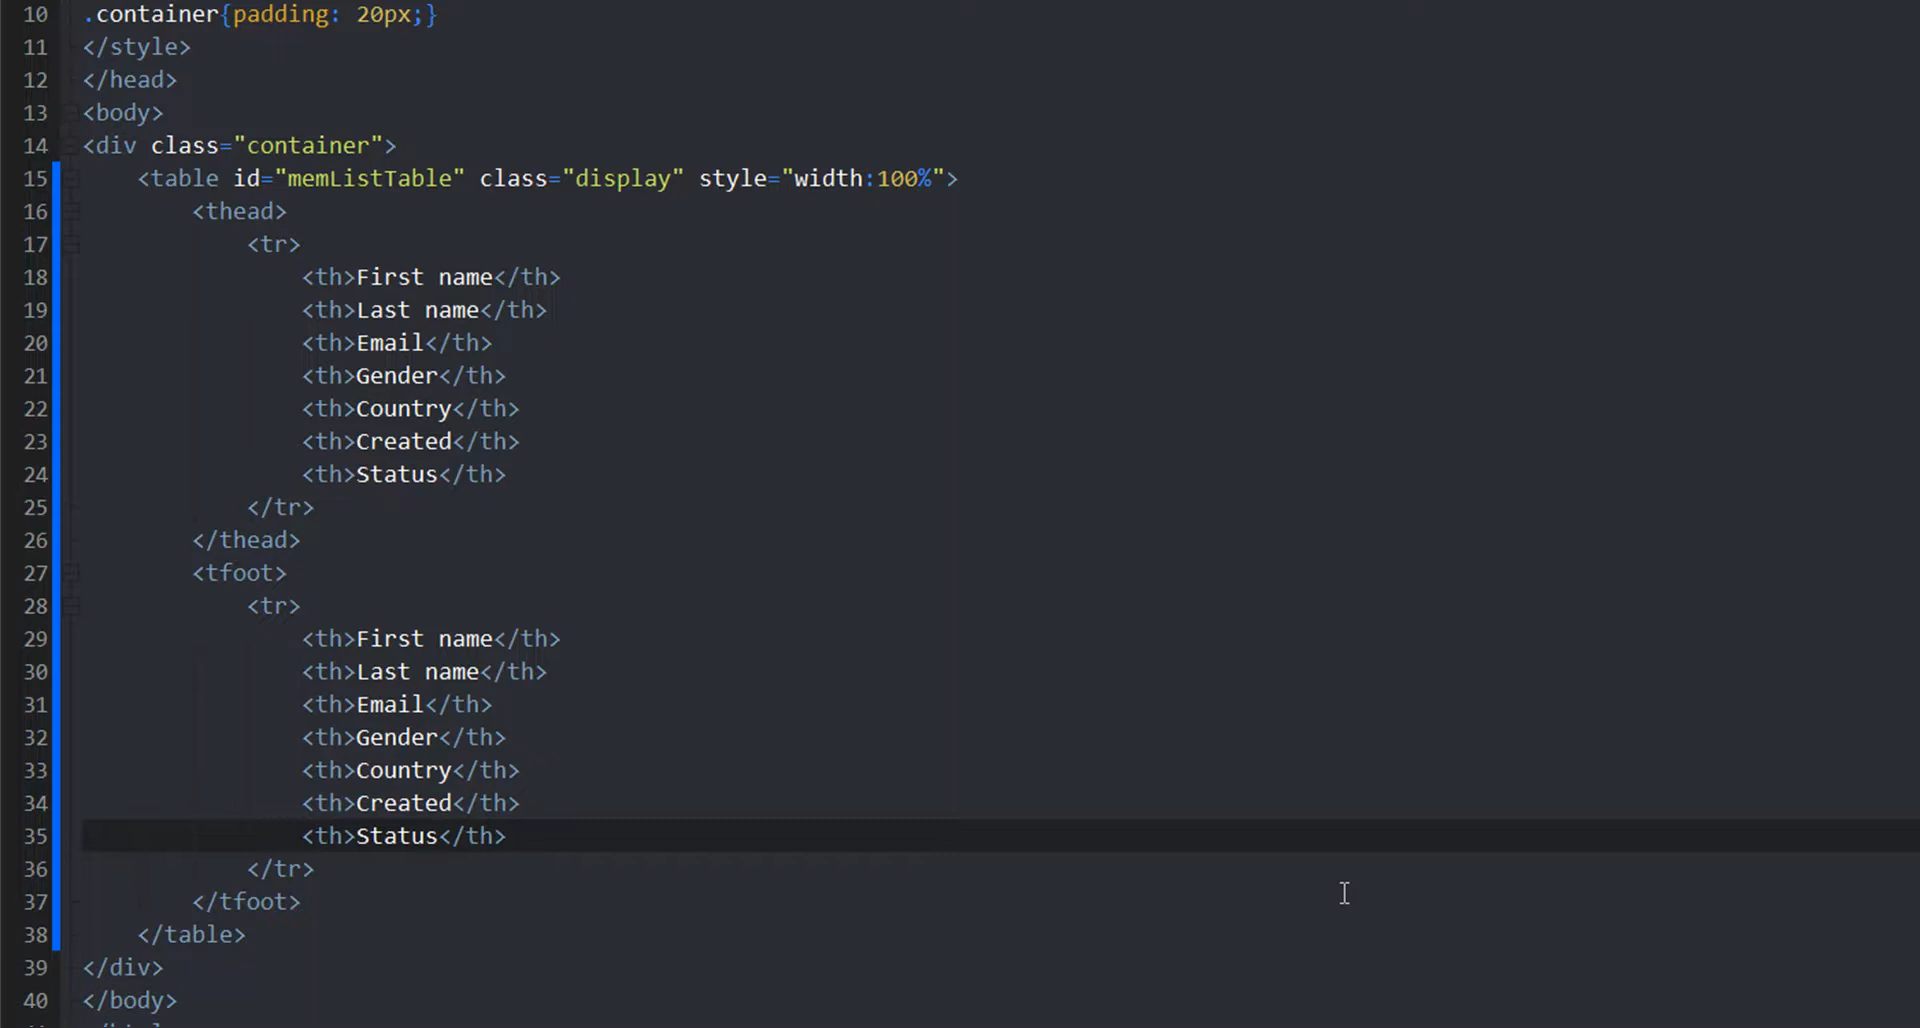 10 .container{padding: 20px;}
11 </style>
12 </head>
13 <body>
14 <div class="container">
15 <table id="memListTable" class="display" style="width:100%">
16 <thead>
17 <tr>
18 <th>First name</th>
19 <th>Last name</th>
20 <th>Email</th>
21 <th>Gender</th>
22 <th>Country</th>
23 <th>Created</th>
24 <th>Status</th>
25 </tr>
26 </thead>
27 <tfoot>
28 <tr>
29 <th>First name</th>
30 <th>Last name</th>
31 <th>Email</th>
32 <th>Gender</th>
33 <th>Country</th>
34 <th>Created</th>
35 <th>Status</th>
36 </tr>
37 </tfoot>
38 </table>
39 </div>
40 </body>